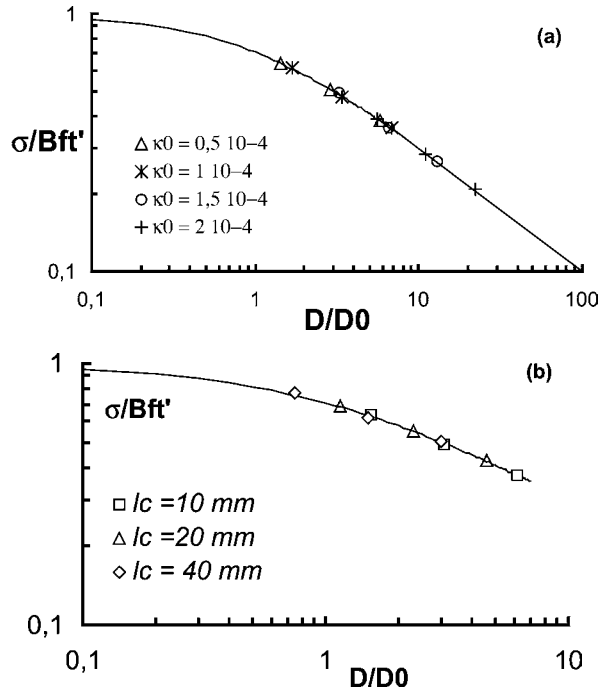 1
(a)
σ/Bft'
△ κ0 = 0,5 10–4
κ0 = 1 10–4
κ0 = 1,5 10–4
κ0 = 2 10–4
0,1
0,1 1 10 100
D/D0
1
(b)
σ/Bft'
lc =10 mm
lc =20 mm
lc = 40 mm
0,1
0,1 1 10
D/D0